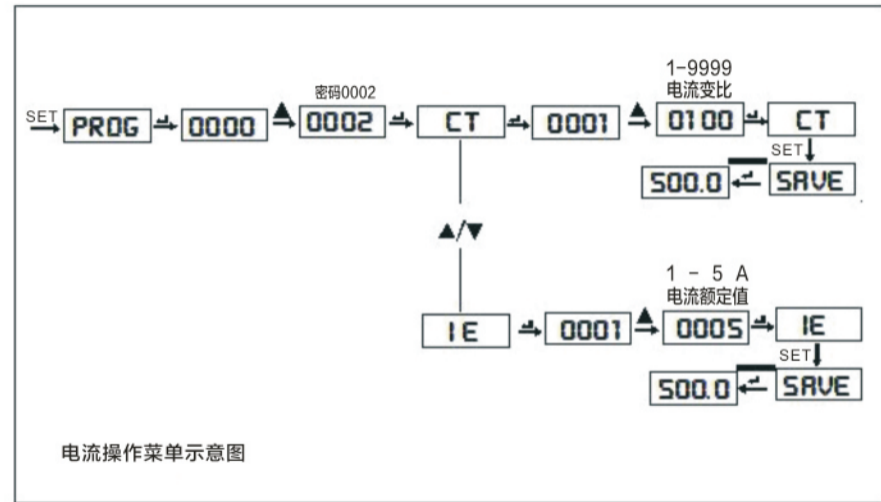 1-9999
密码0002 电流变比
SET PROG 0000 ▲ 0002 CT 0001 ▲ 0100 CT
SET
500.0 SAVE
▲/▼
1 - 5 A
电流额定值
IE 0001 ▲ 0005 IE
SET
500.0 SAVE
电流操作菜单示意图